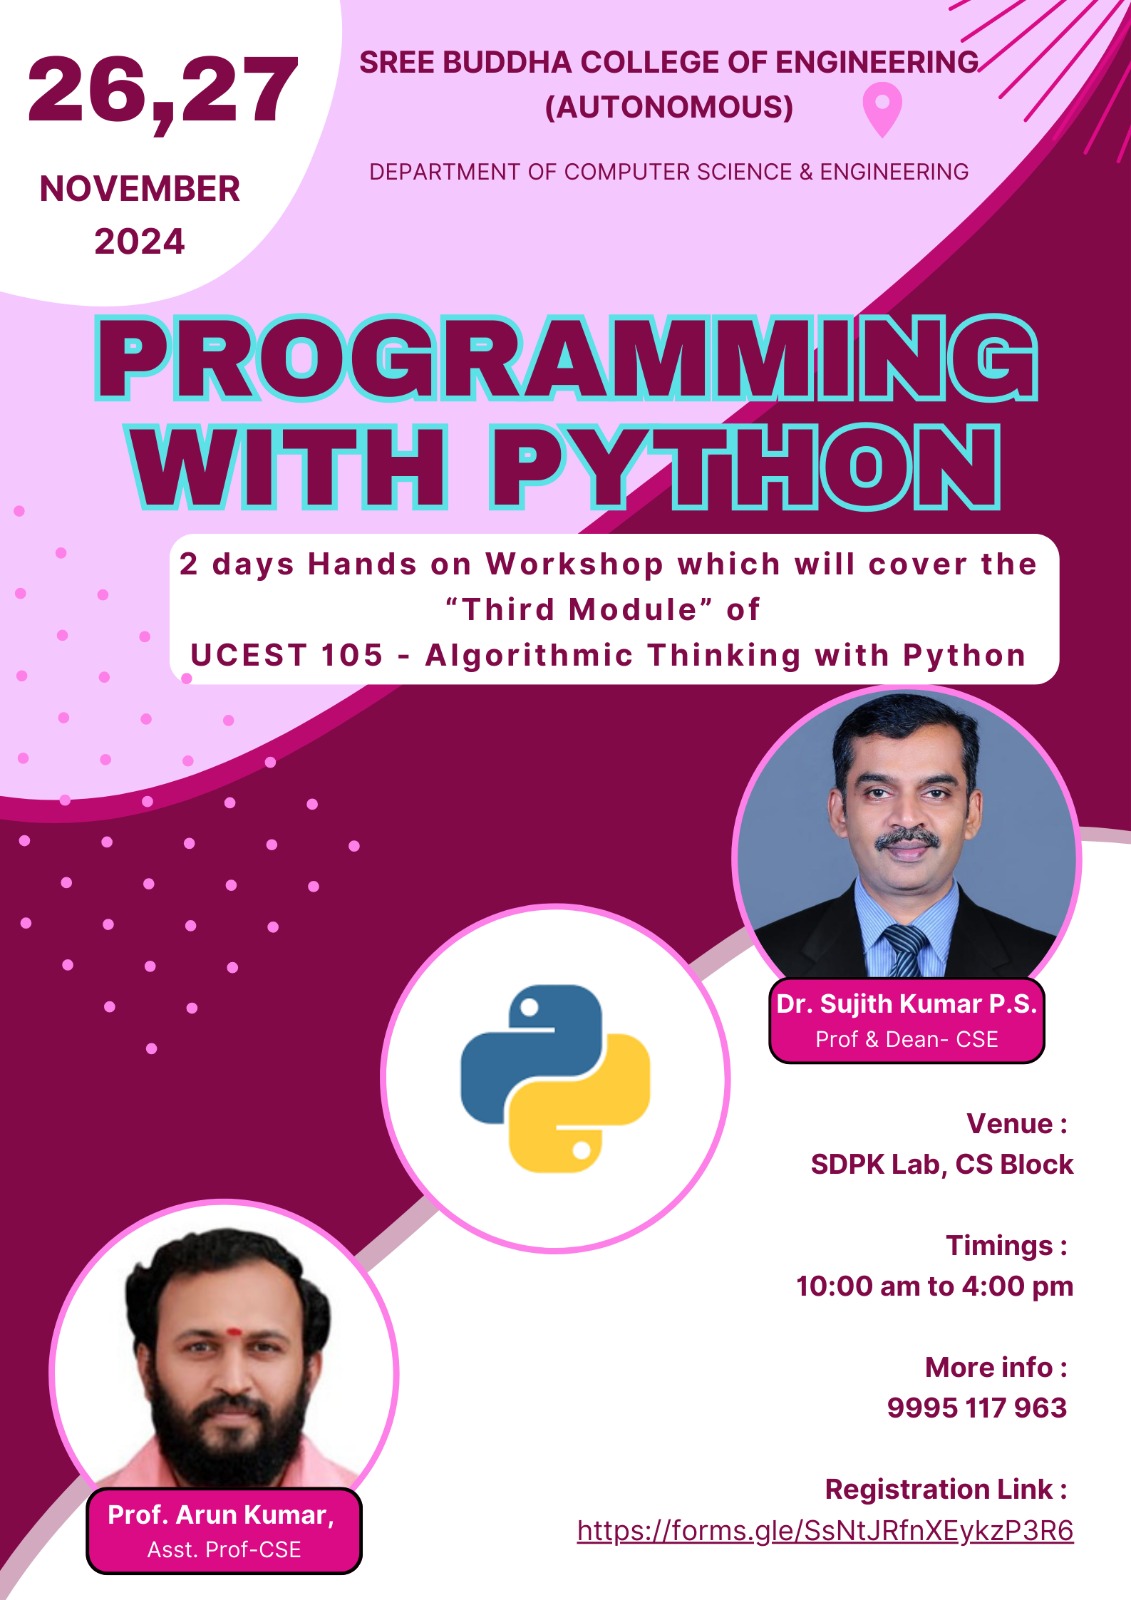 26,27
NOVEMBER
2024
SREE BUDDHA COLLEGE OF ENGINEERING
(AUTONOMOUS)
DEPARTMENT OF COMPUTER SCIENCE & ENGINEERING
PROGRAMMING
WITH PYTHON
2 days Hands on Workshop which will cover the
“Third Module” of
UCEST 105 - Algorithmic Thinking with Python
Dr. Sujith Kumar P.S.
Prof & Dean- CSE
Venue :
SDPK Lab, CS Block
Timings :
10:00 am to 4:00 pm
More info :
9995 117 963
Registration Link :
https://forms.gle/SsNtJRfnXEykzP3R6
Prof. Arun Kumar,
Asst. Prof-CSE